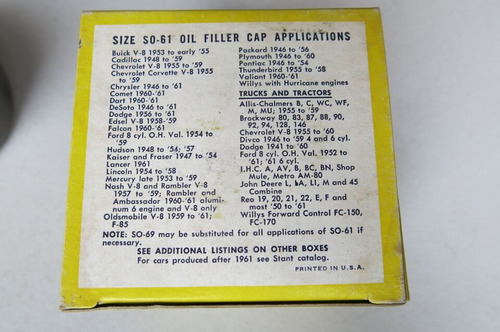 SIZE SO-61 OIL FILLER CAP APPLICATIONS
Buick V-8 1953 to early '55
Cadillac 1948 to '59
Chevrolet V-8 1955 to '59
Chevrolet Corvette V-8 1955
to '59
Chrysler 1946 to '61
Comet 1960-'61
Dart 1960-'61
DeSoto 1946 to '61
Dodge 1956 to '61
Edsel V-8 1958-'59
Falcon 1960-'61
Ford 8 cyl. O.H. Val. 1954 to
'59
Hudson 1948 to '54; '57
Kaiser and Fraser 1947 to '54
Lancer 1961
Lincoln 1954 to '58
Mercury late 1953 to '59
Nash V-8 and Rambler V-8
1957 to '59; Rambler and
Ambassador 1960-'61 alumi-
num 6 engine and V-8 only
Oldsmobile V-8 1959 to '61;
F-85
Packard 1946 to '56
Plymouth 1946 to '60
Pontiac 1946 to '54
Thunderbird 1955 to '58
Valiant 1960-'61
Willys with Hurricane engines
TRUCKS AND TRACTORS
Allis-Chalmers B, C, WC, WF,
M, MU; 1955 to '59
Brockway 80, 83, 87, 88, 90,
92, 94, 128, 146
Chevrolet V-8 1955 to '60
Divco 1946 to '59 4 and 6 cyl.
Dodge 1941 to '60
Ford 8 cyl. O.H. Val. 1952 to
'61; '61 6 cyl.
I.H.C. A, AV, B, BC, BN, Shop
Mule, Metro AM-80
John Deere L, LA, LI, M and 45
Combine
Reo 19, 20, 21, 22, E, F and
most '50 to '61
Willys Forward Control FC-150,
FC-170
NOTE: SO-69 may be substituted for all applications of SO-61 if
necessary.
SEE ADDITIONAL LISTINGS ON OTHER BOXES
For cars produced after 1961 see Stant catalog.
PRINTED IN U.S.A.